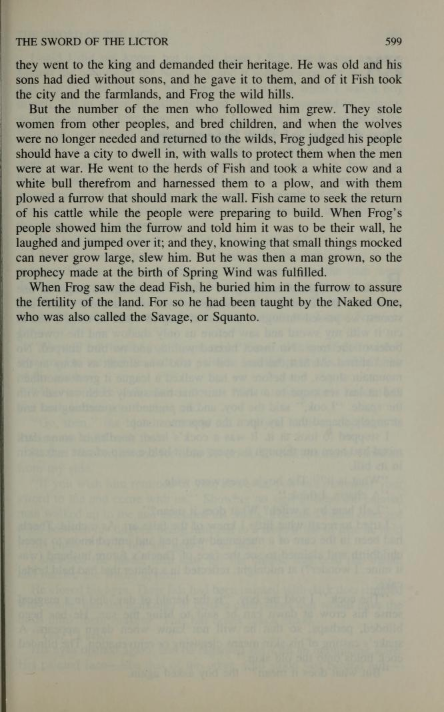 THE SWORD OF THE LICTOR 599
they went to the king and demanded their heritage. He was old and his
sons had died without sons, and he gave it to them, and of it Fish took
the city and the farmlands, and Frog the wild hills.
But the number of the men who followed him grew. They stole
women from other peoples, and bred children, and when the wolves
were no longer needed and returned to the wilds, Frog judged his people
should have a city to dwell in, with walls to protect them when the men
were at war. He went to the herds of Fish and took a white cow and a
white bull therefrom and harnessed them to a plow, and with them
plowed a furrow that should mark the wall. Fish came to seek the return
of his cattle while the people were preparing to build. When Frog's
people showed him the furrow and told him it was to be their wall, he
laughed and jumped over it; and they, knowing that small things mocked
can never grow large, slew him. But he was then a man grown, so the
prophecy made at the birth of Spring Wind was fulfilled.
When Frog saw the dead Fish, he buried him in the furrow to assure
the fertility of the land. For so he had been taught by the Naked One,
who was also called the Savage, or Squanto.